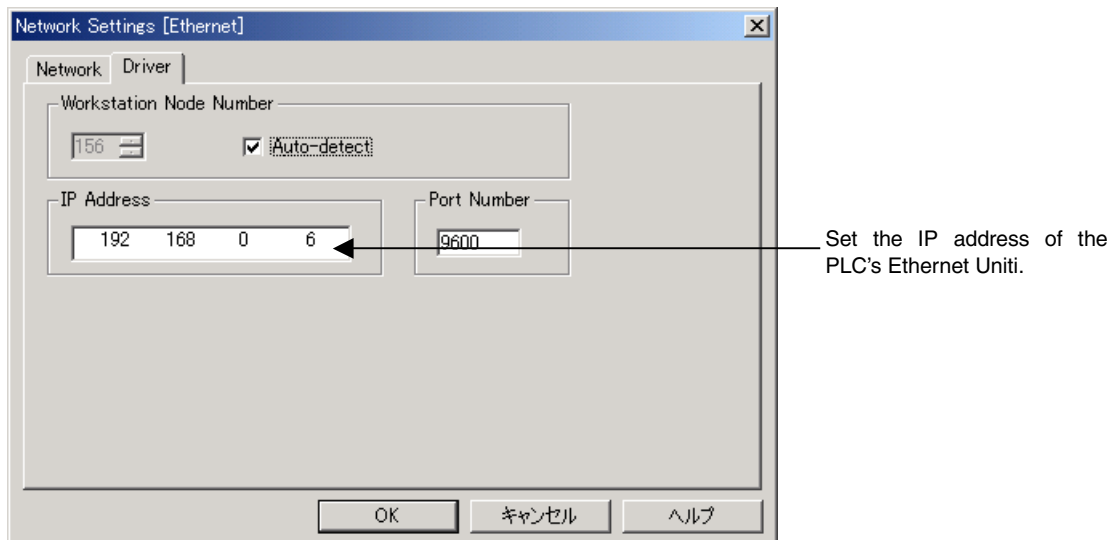 Network Settings [Ethernet]
Network Driver
Workstation Node Number
156 Auto-detect
IP Address Port Number
192 168 0 6 9600
Set the IP address of the
PLC's Ethernet Uniti.
OK キャンセル ヘルプ